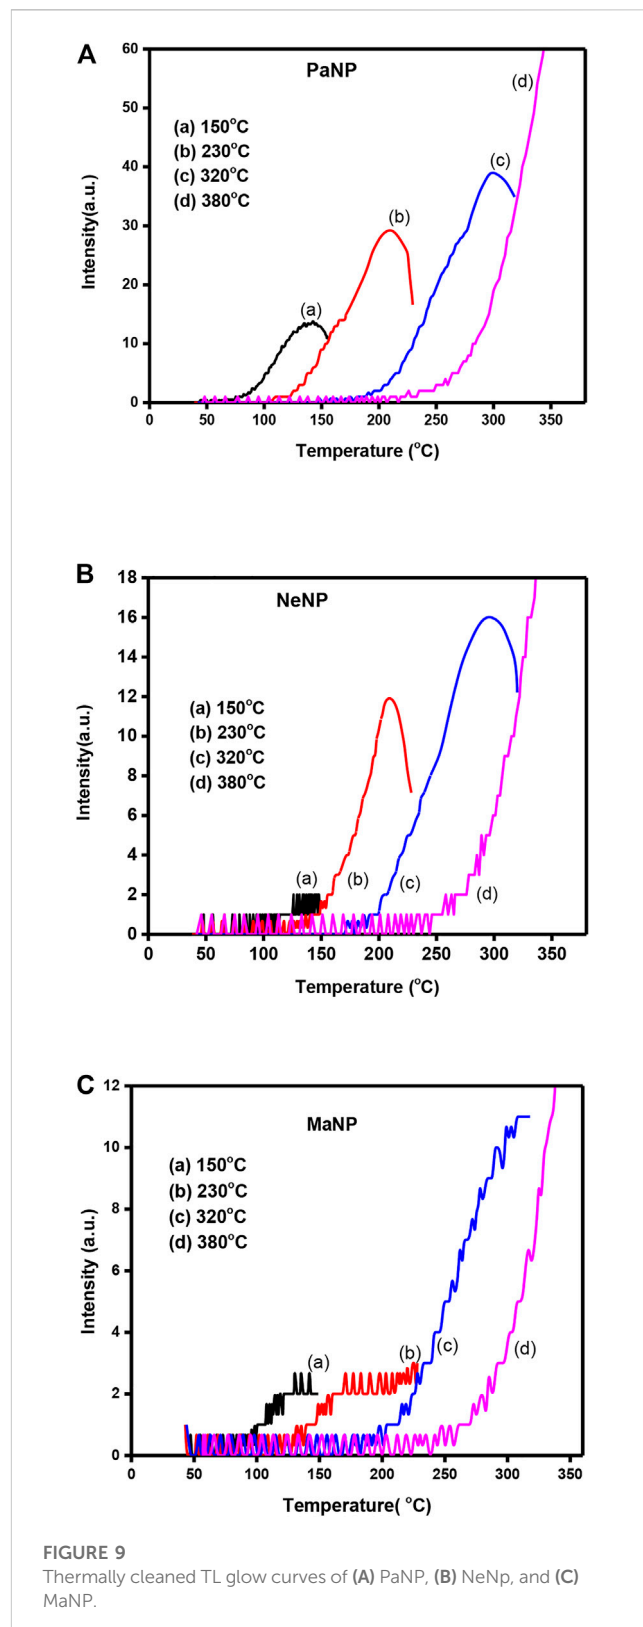 A
PaNP
(a) 150°C
(b) 230°C
(c) 320°C
(d) 380°C
(a)
(b)
(c)
(d)
Intensity(a.u.)
60
50
40
30
20
10
0
0 50 100 150 200 250 300 350
Temperature (°C)
B
NeNP
(a) 150°C
(b) 230°C
(c) 320°C
(d) 380°C
(a)
(b)
(c)
(d)
Intensity(a.u.)
18
16
14
12
10
8
6
4
2
0
0 50 100 150 200 250 300 350
Temperature (°C)
C
MaNP
(a) 150°C
(b) 230°C
(c) 320°C
(d) 380°C
(a)
(b)
(c)
(d)
Intensity (a.u.)
12
10
8
6
4
2
0
0 50 100 150 200 250 300 350
Temperature( °C)
FIGURE 9
Thermally cleaned TL glow curves of (A) PaNP, (B) NeNp, and (C)
MaNP.